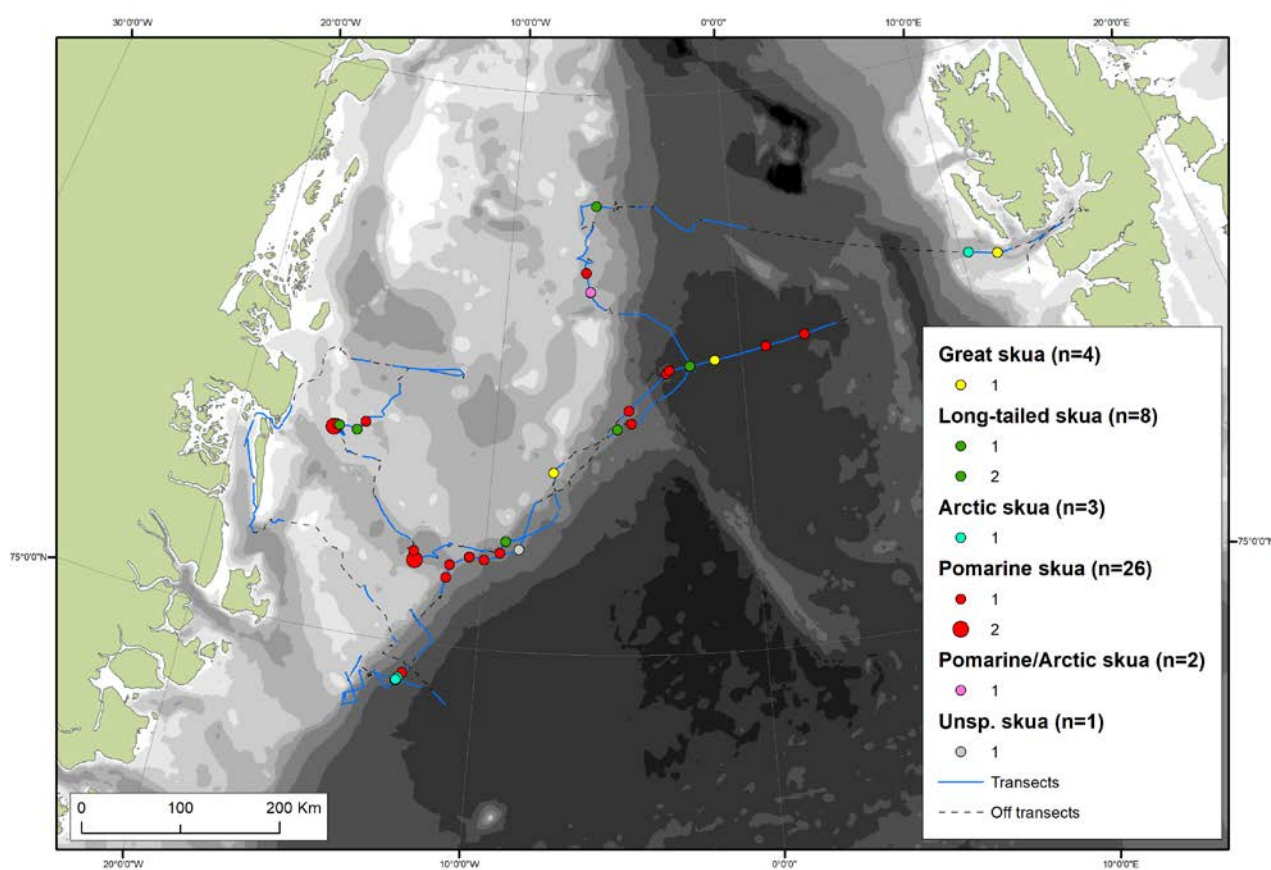 30°0'0"W 20°0'0"W 10°0'0"W 0°0'0" 10°0'0"E 20°0'0"E
75°0'0"N 75°0'0"N
Great skua (n=4)
1
Long-tailed skua (n=8)
1
2
Arctic skua (n=3)
1
Pomarine skua (n=26)
1
2
Pomarine/Arctic skua (n=2)
1
Unsp. skua (n=1)
1
Transects
Off transects
0 100 200 Km
20°0'0"W 10°0'0"W 0°0'0" 10°0'0"E